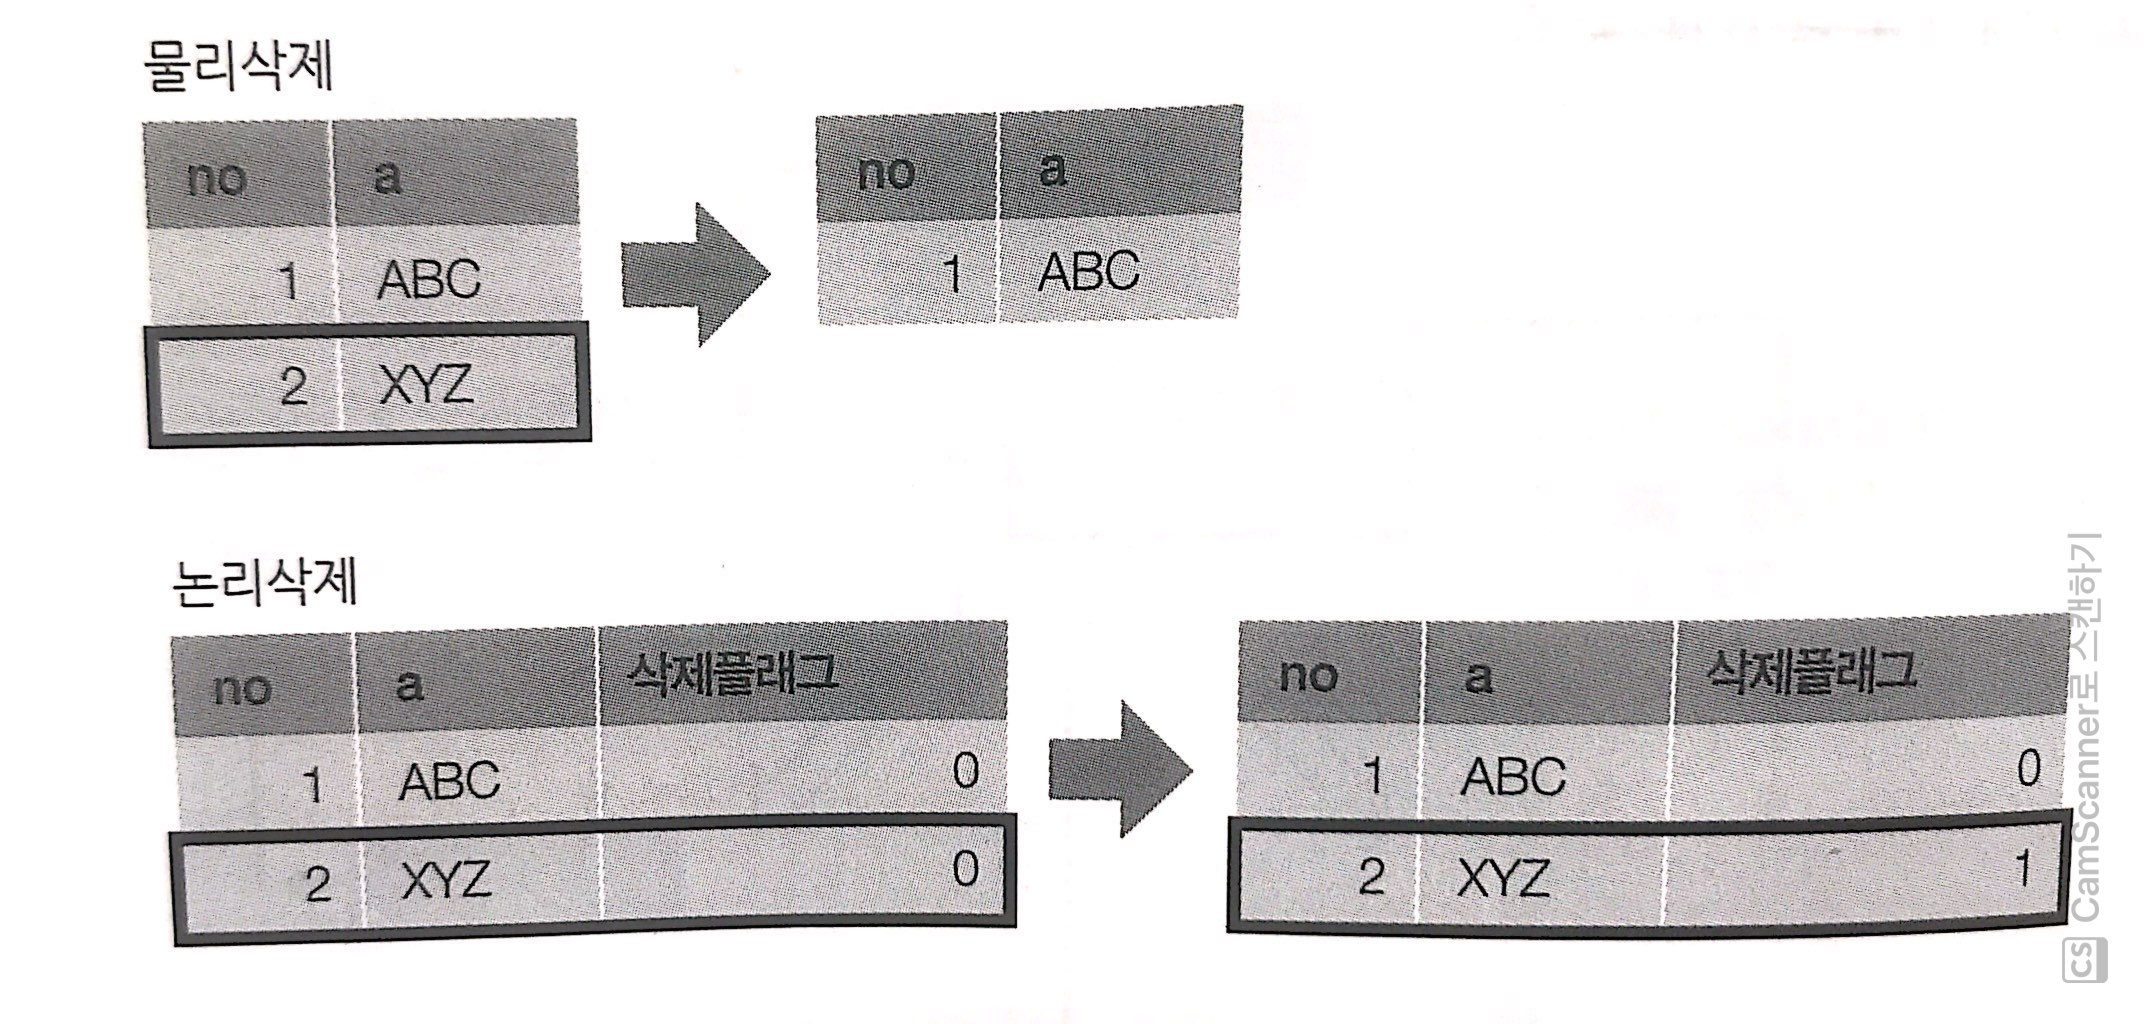 물리삭제
no a
1 ABC
2 XYZ
no a
1 ABC
논리삭제
no a 삭제플래그
1 ABC 0
2 XYZ 0
no a 삭제플래그
1 ABC 0
2 XYZ 1
CS CamScanner로 스캔하기